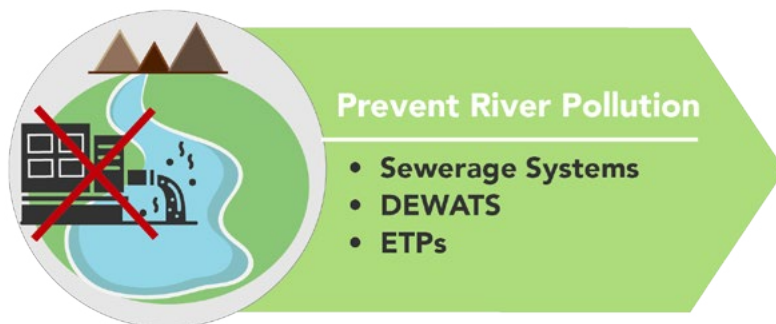 Prevent River Pollution
• Sewerage Systems
• DEWATS
• ETPs